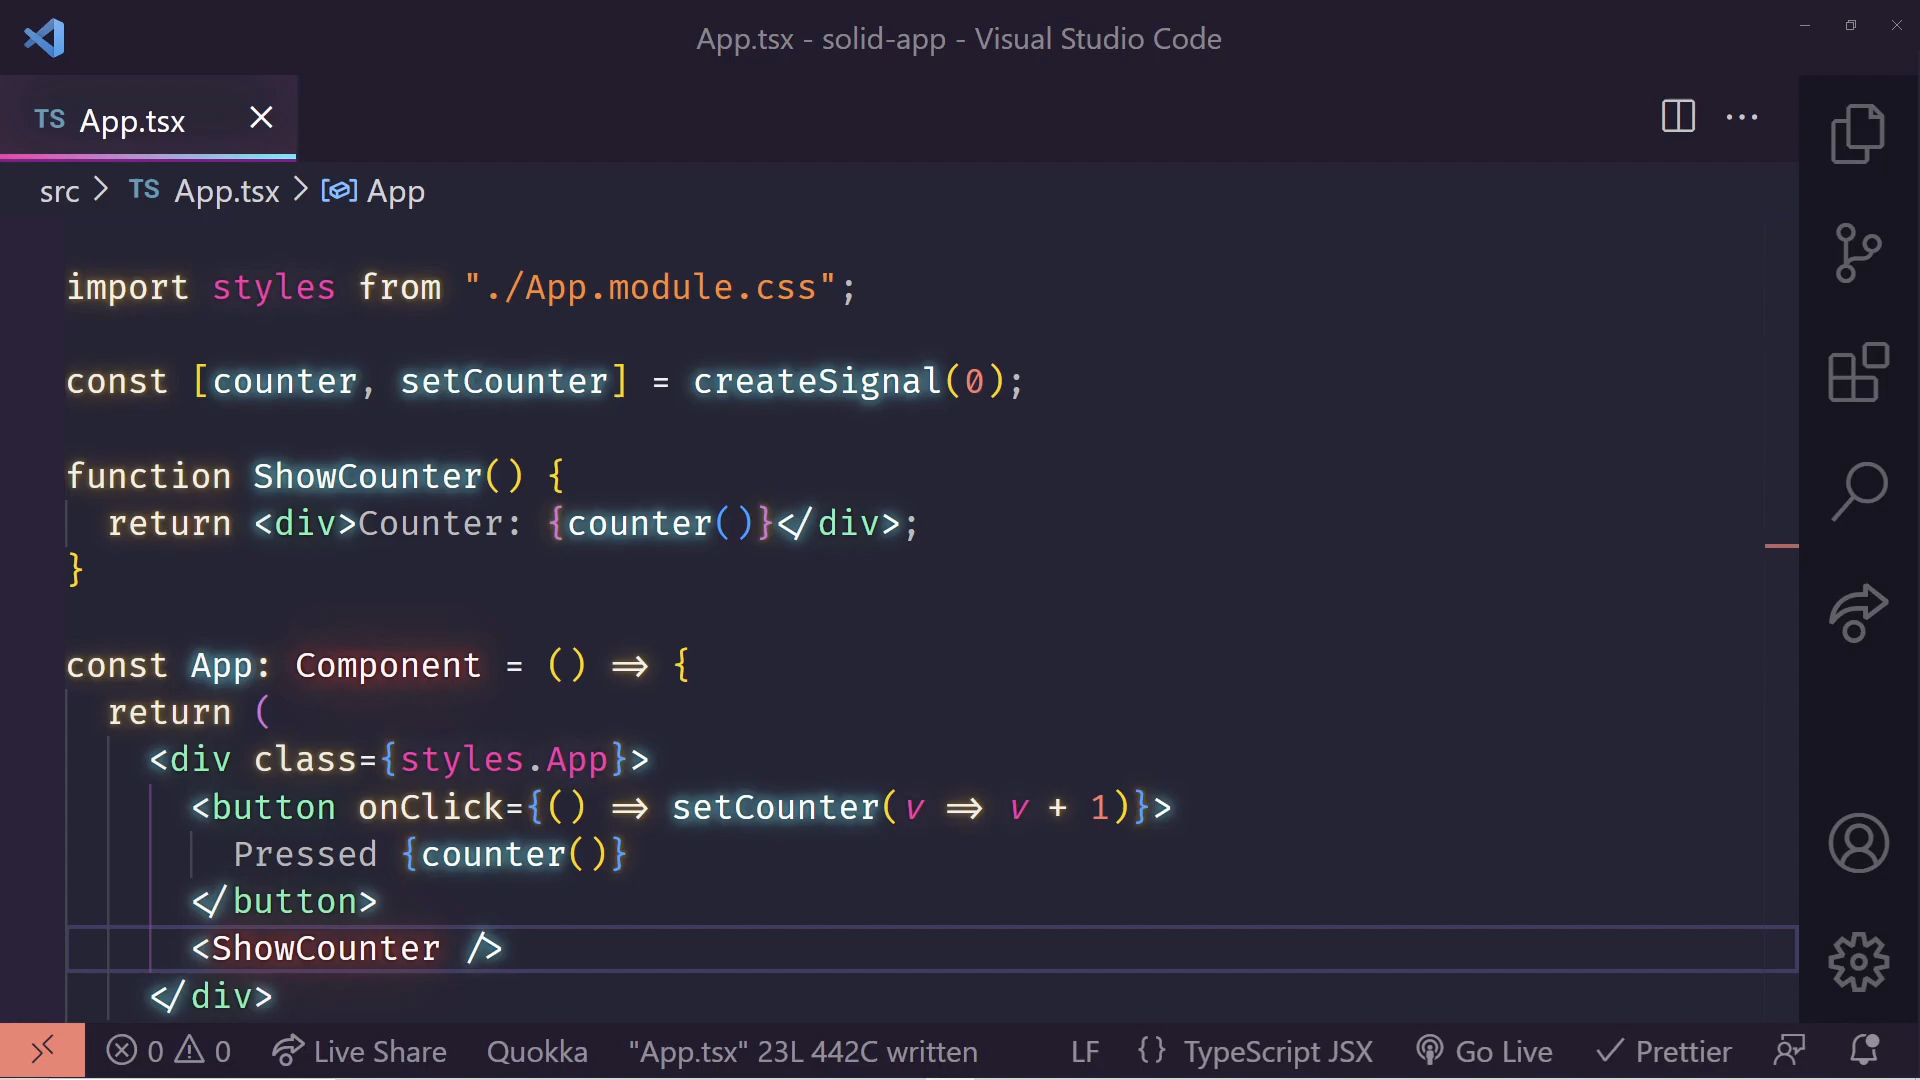 App.tsx - solid-app - Visual Studio Code
TS App.tsx
src > TS App.tsx > App
import styles from "./App.module.css";
const [counter, setCounter] = createSignal(0);
function ShowCounter() {
return <div>Counter: {counter()}</div>;
}
const App: Component = () => {
return (
<div class={styles.App}>
<button onClick={() => setCounter(v => v + 1)}>
Pressed {counter()}
</button>
<ShowCounter />
</div>
0 0 Live Share Quokka "App.tsx" 23L 442C written LF {} TypeScript JSX Go Live Prettier